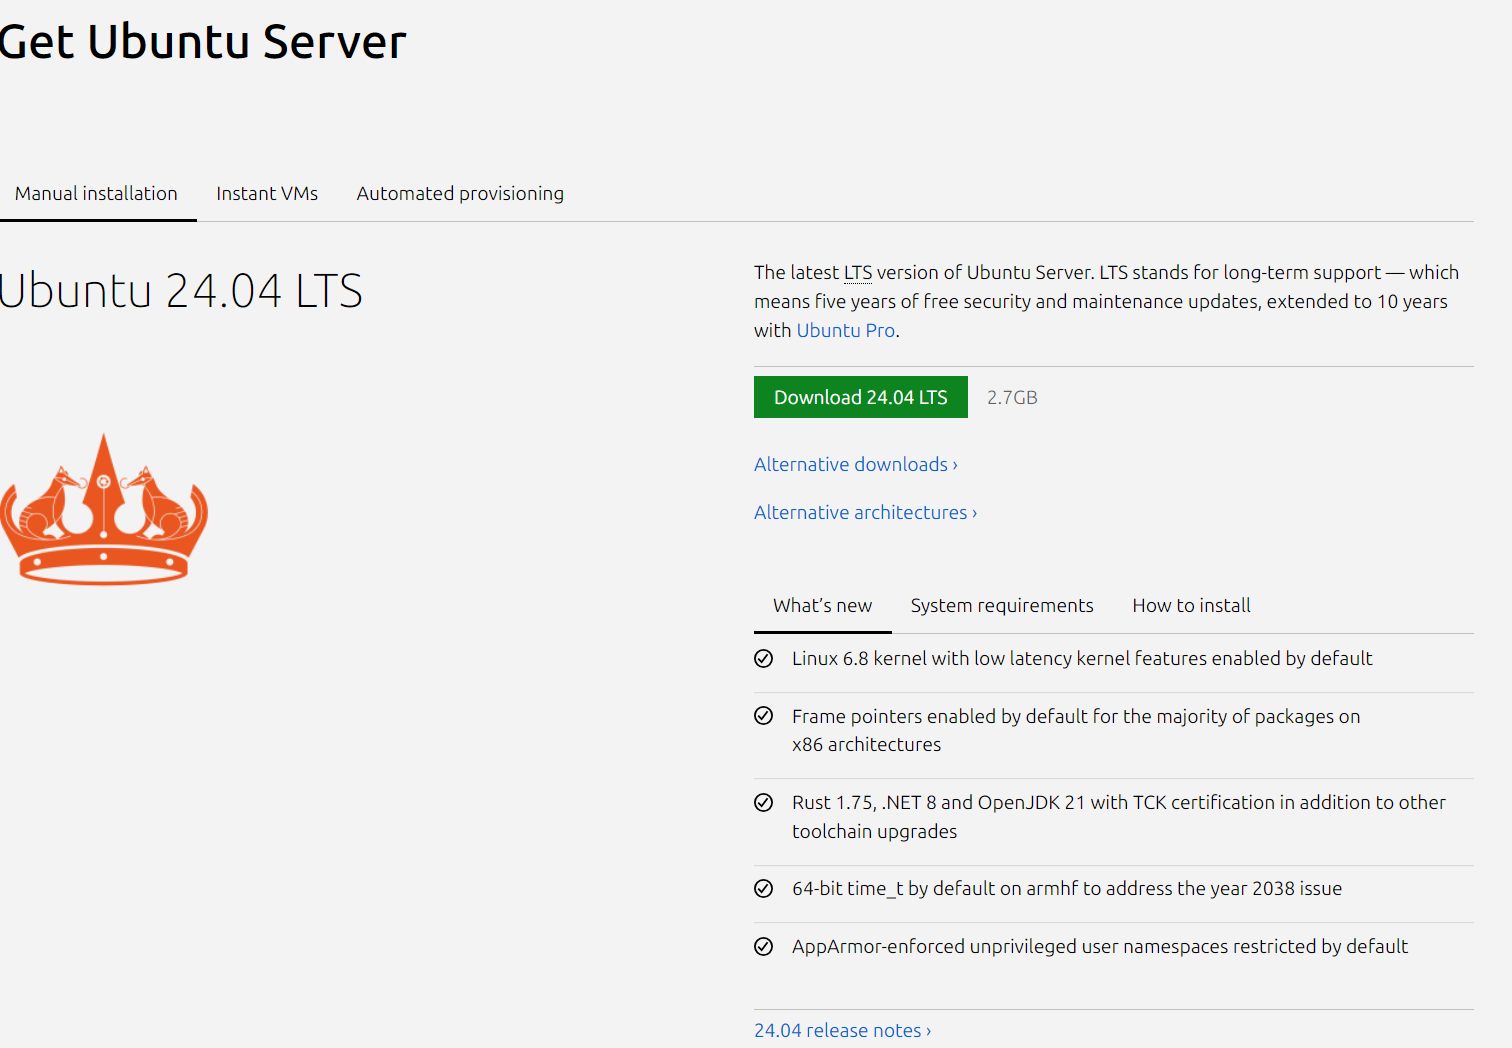 Get Ubuntu Server
Manual installation
Instant VMs
Automated provisioning
Ubuntu 24.04 LTS
The latest LTS version of Ubuntu Server. LTS stands for long-term support — which
means five years of free security and maintenance updates, extended to 10 years
with Ubuntu Pro.
Download 24.04 LTS
2.7GB
Alternative downloads ›
Alternative architectures ›
What’s new
System requirements
How to install
Linux 6.8 kernel with low latency kernel features enabled by default
Frame pointers enabled by default for the majority of packages on
x86 architectures
Rust 1.75, .NET 8 and OpenJDK 21 with TCK certification in addition to other
toolchain upgrades
64-bit time_t by default on armhf to address the year 2038 issue
AppArmor-enforced unprivileged user namespaces restricted by default
24.04 release notes ›